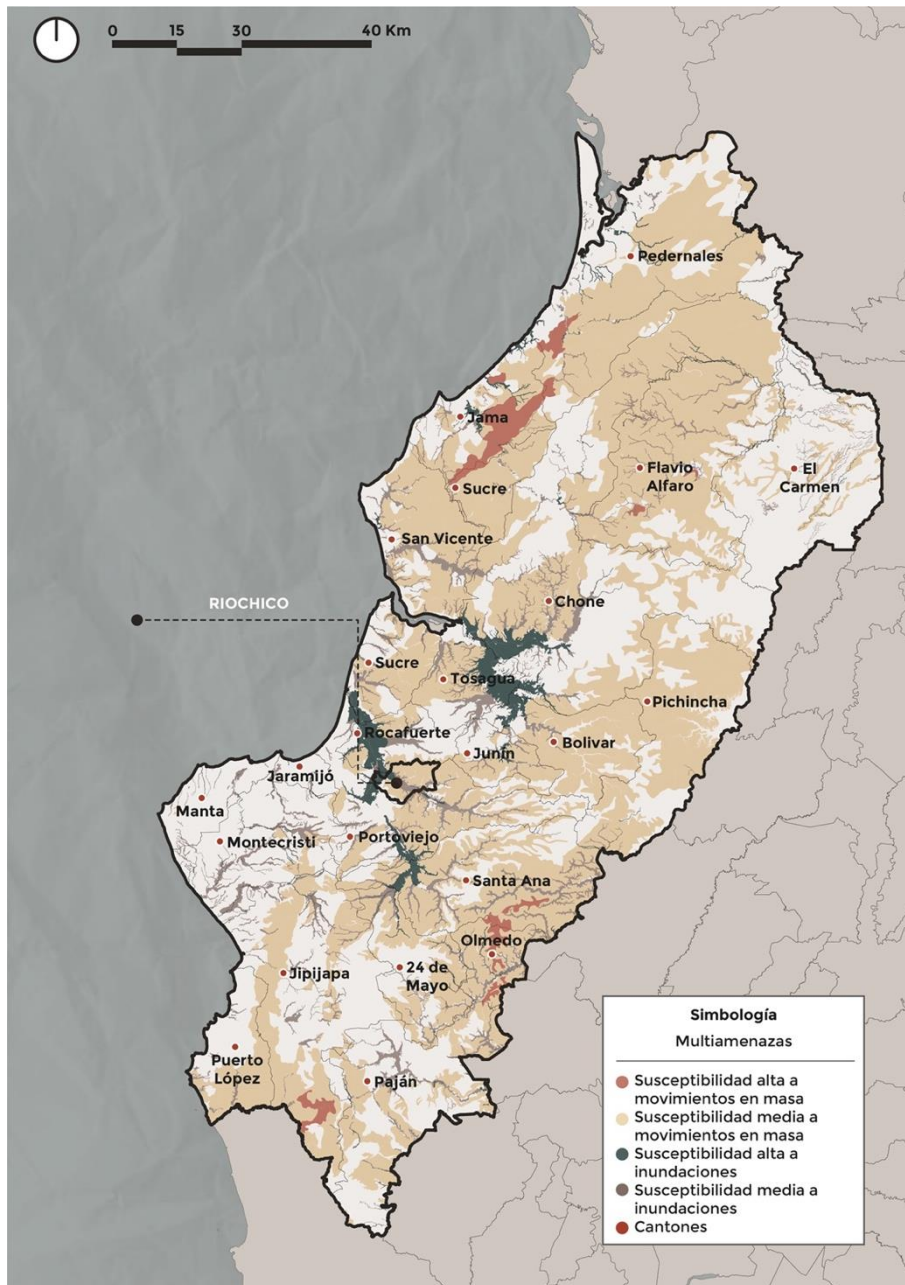 0 15 30 40 Km
Pedernales
Jama
Flavio
Alfaro
El
Carmen
Sucre
San Vicente
RIOCHICO
Chone
Sucre
Tosagua
Pichincha
Rocafuerte
Bolivar
Junín
Jaramijó
Manta
Portoviejo
Montecristi
Santa Ana
Olmedo
Jipijapa
24 de
Mayo
Puerto
López
Paján
Simbología
Multiamenazas
Susceptibilidad alta a
movimientos en masa
Susceptibilidad media a
movimientos en masa
Susceptibilidad alta a
inundaciones
Susceptibilidad media a
inundaciones
Cantones